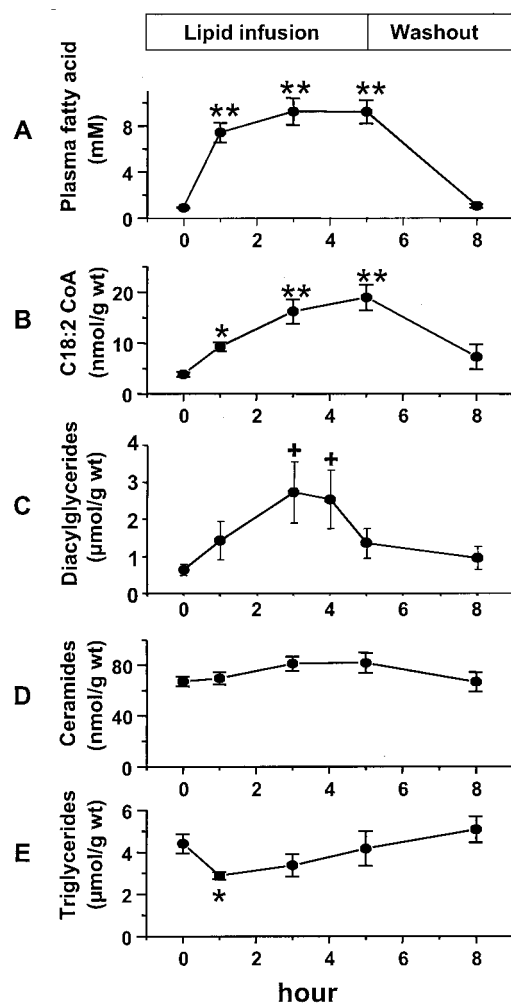 Lipid infusion Washout
A
Plasma fatty acid
(mM)
8
4
0
** ** **
0 2 4 6 8
B
C18:2 CoA
(nmol/g wt)
20
10
0
* ** **
0 2 4 6 8
C
Diacylglycerides
(µmol/g wt)
4
3
2
1
0
+ +
0 2 4 6 8
D
Ceramides
(nmol/g wt)
80
40
0
0 2 4 6 8
E
Triglycerides
(µmol/g wt)
6
4
2
0
*
0 2 4 6 8
hour